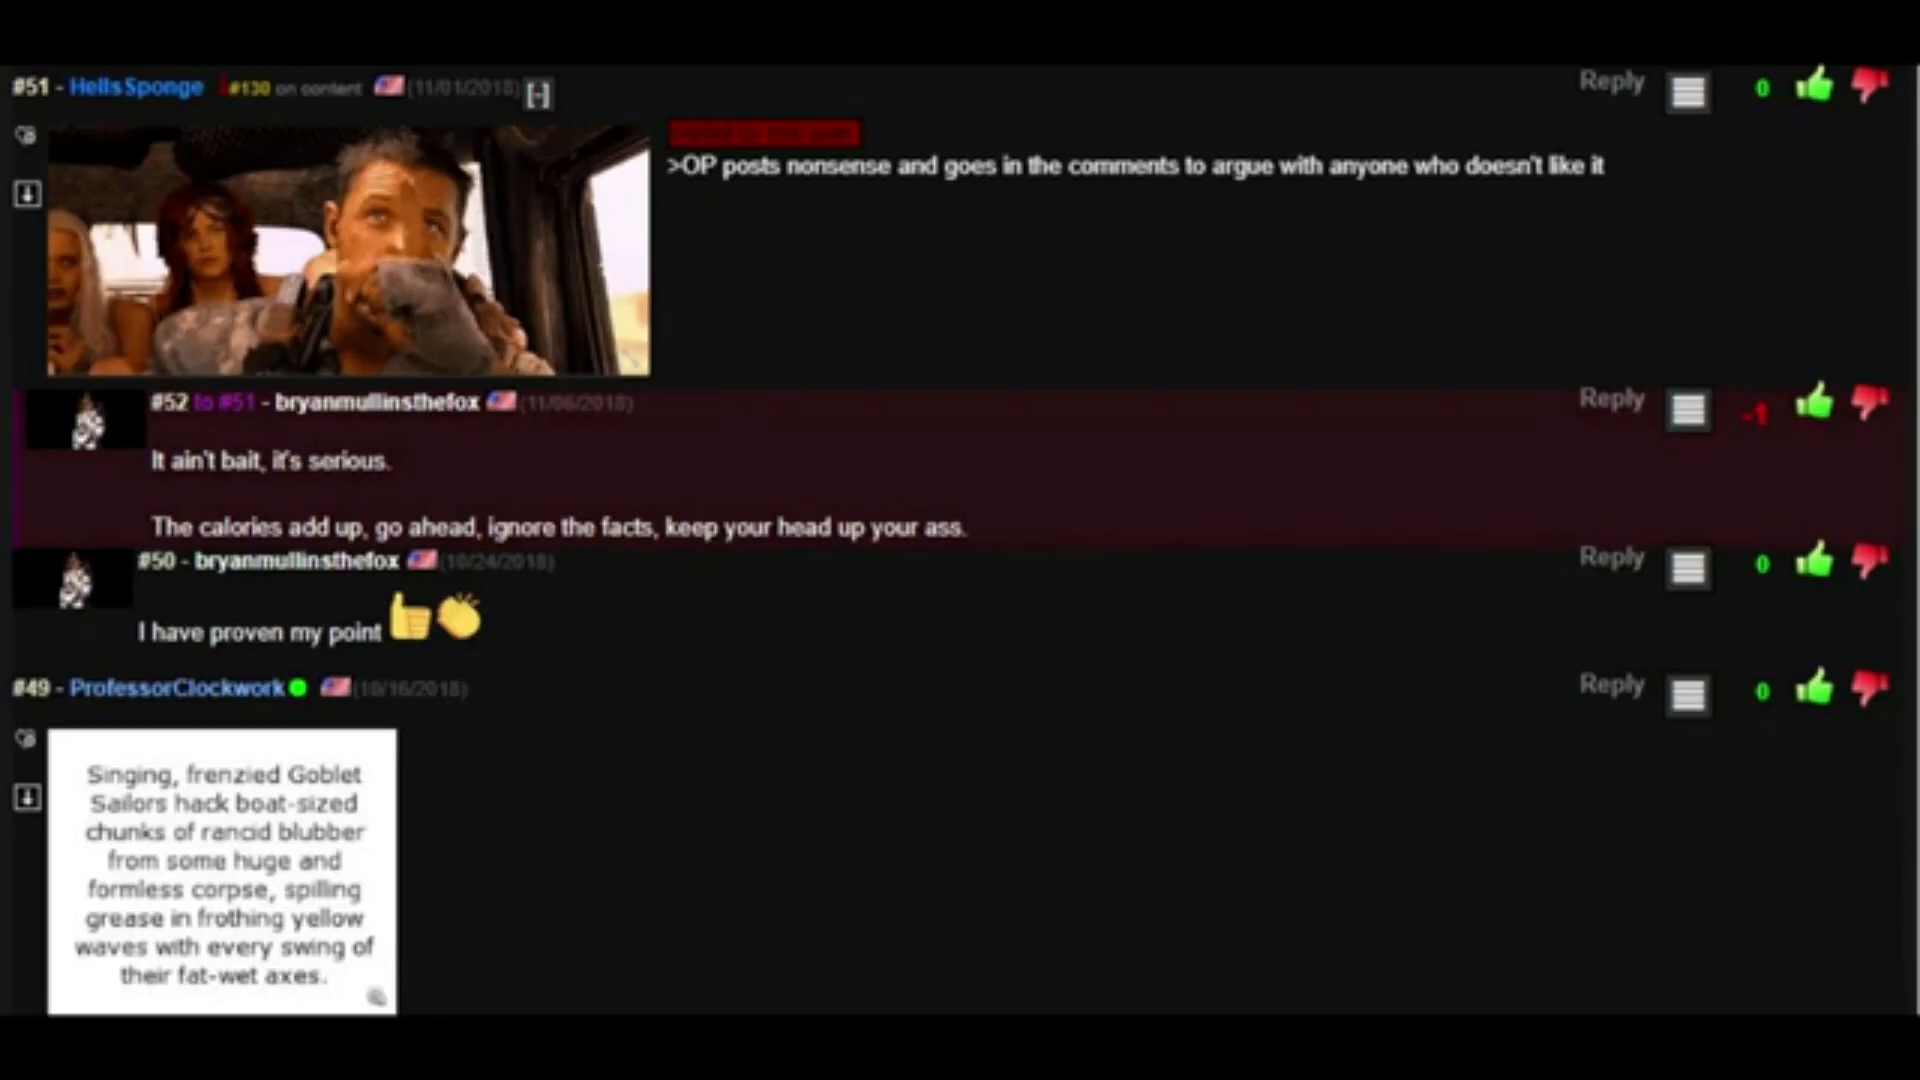 #51 - HellsSponge #130 on content (11/01/2018) [-] Reply 0
>OP posts nonsense and goes in the comments to argue with anyone who doesn't like it
#52 to #51 - bryanmullinsthefox (11/06/2018) Reply -1
It ain't bait, it's serious.
The calories add up, go ahead, ignore the facts, keep your head up your ass.
#50 - bryanmullinsthefox (10/24/2018) Reply 0
I have proven my point
#49 - ProfessorClockwork (10/16/2018) Reply 0
Singing, frenzied Goblet
Sailors hack boat-sized
chunks of rancid blubber
from some huge and
formless corpse, spilling
grease in frothing yellow
waves with every swing of
their fat-wet axes.